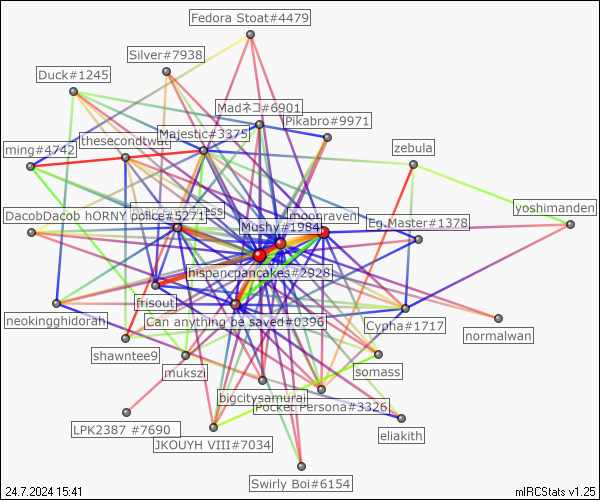 Fedora Stoat#4479
Silver#7938
Duck#1245
Madネコ#6901
Pikabro#9971
thesecondtwat
Majestic#3375
ming#4742
zebula
yoshimanden
DacobDacob
hORNY police#5271
moonraven
Mushy#1984
Eg.Master#1378
hispancpancakes#2928
frisout
neokingghidorah
Can anything be saved#0396
Cypha#1717
normalwan
shawntee9
mukszi
somass
bigcitysamurai
Pocket Persona#3326
LPK2387 #7690
eliakith
JKOUYH VIII#7034
Swirly Boi#6154
24.7.2024 15:41
mIRCStats v1.25